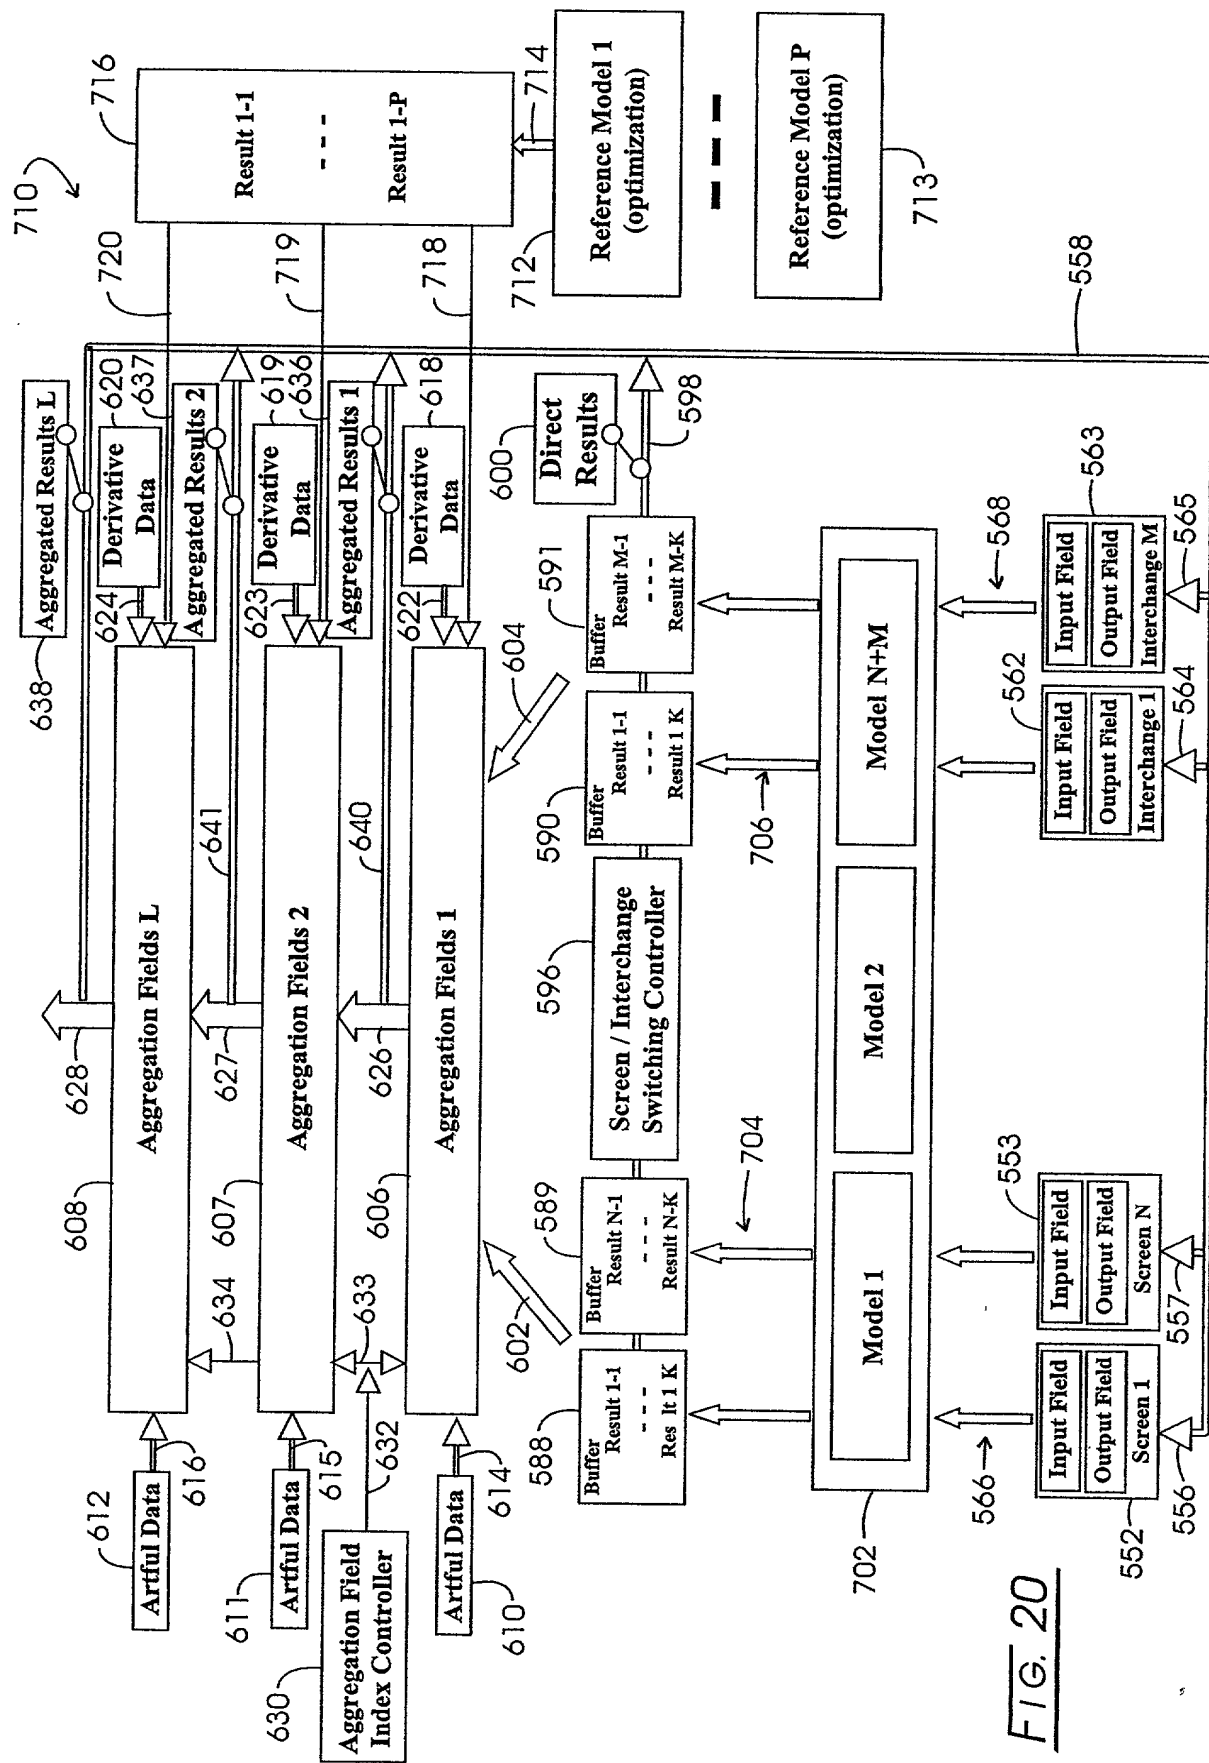 710
716
Result 1-1
Result 1-P
714
712
Reference Model 1
(optimization)
Reference Model P
(optimization)
713
720
719
718
558
638
Aggregated Results L
620
Derivative
Data
624
637
Aggregated Results 2
619
Derivative
Data
623
636
Aggregated Results 1
618
Derivative
Data
622
628
608
Aggregation Fields L
641
627
607
Aggregation Fields 2
640
626
606
Aggregation Fields 1
634
633
632
612
Artful Data
616
611
Artful Data
615
610
Artful Data
614
630
Aggregation Field
Index Controller
600
Direct
Results
598
602
604
588
Buffer
Result 1-1
Res lt 1 K
589
Buffer
Result N-1
Result N-K
596
Screen / Interchange
Switching Controller
590
Buffer
Result 1-1
Result 1 K
591
Buffer
Result M-1
Result M-K
704
706
702
Model 1
Model 2
Model N+M
566
568
552
Input Field
Output Field
Screen 1
556
553
Input Field
Output Field
Screen N
557
562
Input Field
Output Field
Interchange 1
564
563
Input Field
Output Field
Interchange M
565
FIG. 20